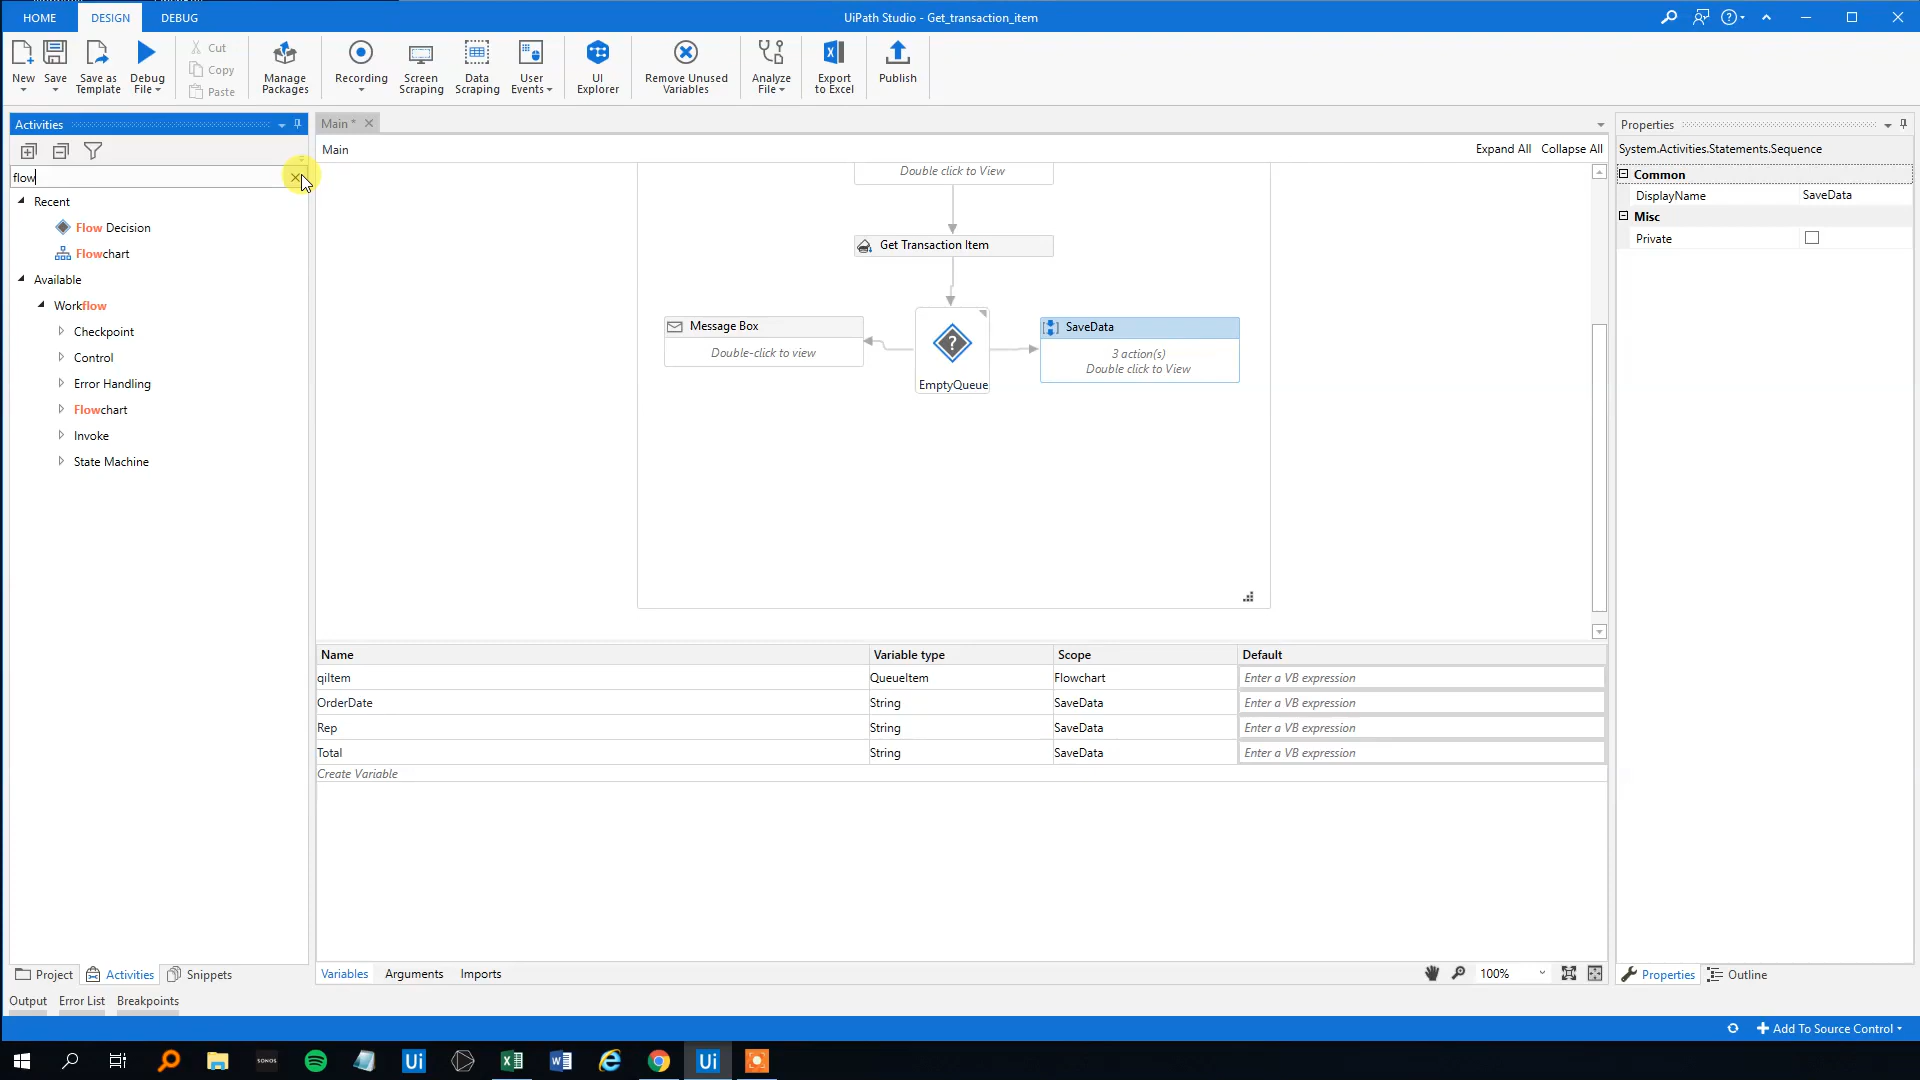 HOME
DESIGN
DEBUG
UiPath Studio - Get_transaction_item
New
Save
Save as Template
Debug File
Cut
Copy
Paste
Manage Packages
Recording
Screen Scraping
Data Scraping
User Events
UI Explorer
Remove Unused Variables
Analyze File
Export to Excel
Publish
Activities
flow
Recent
Flow Decision
Flowchart
Available
Workflow
Checkpoint
Control
Error Handling
Flowchart
Invoke
State Machine
Project
Activities
Snippets
Main *
Main
Expand All
Collapse All
Double click to View
Get Transaction Item
Message Box
Double-click to view
?
EmptyQueue
SaveData
3 action(s)
Double click to View
Name Variable type Scope Default
qiItem QueueItem Flowchart Enter a VB expression
OrderDate String SaveData Enter a VB expression
Rep String SaveData Enter a VB expression
Total String SaveData Enter a VB expression
Create Variable
Variables
Arguments
Imports
100%
Properties
System.Activities.Statements.Sequence
Common
DisplayName SaveData
Misc
Private
Properties
Outline
Output
Error List
Breakpoints
Add To Source Control
SONOS
Ui
Ui